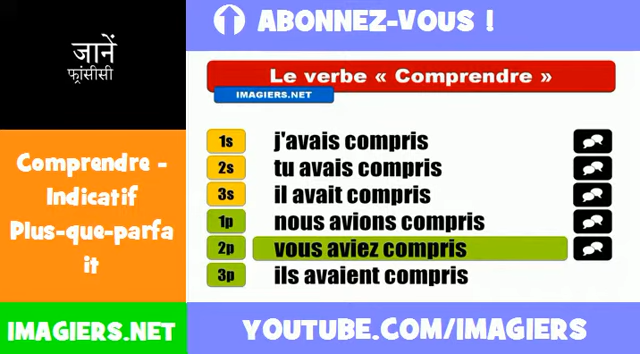 जानें
फ्रांसीसी
Comprendre -
Indicatif
Plus-que-parfa
it
IMAGIERS.NET
ABONNEZ-VOUS !
Le verbe « Comprendre »
IMAGIERS.NET
1s j'avais compris
2s tu avais compris
3s il avait compris
1p nous avions compris
2p vous aviez compris
3p ils avaient compris
YOUTUBE.COM/IMAGIERS